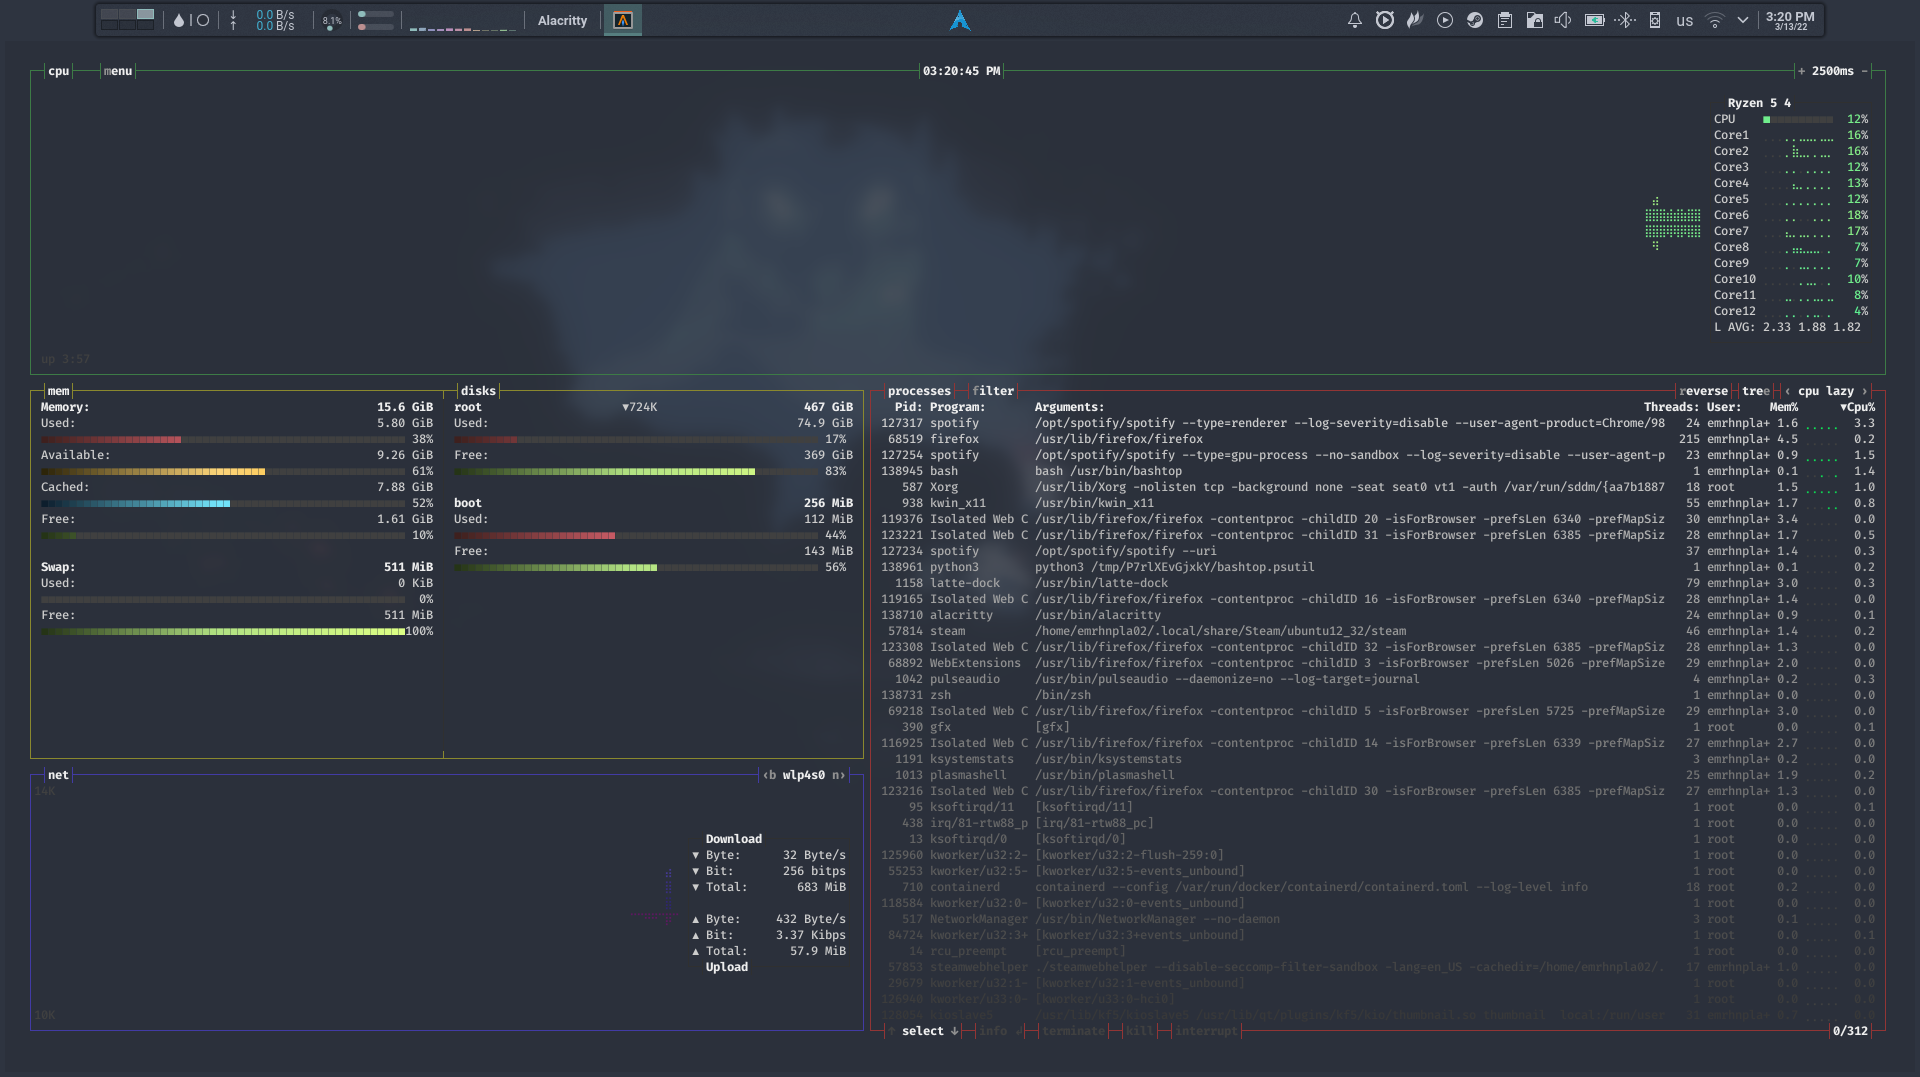 0.0 B/s
0.0 B/s
8.1%
Alacritty
us
3:20 PM
3/13/22
cpu menu 03:20:45 PM + 2500ms -
Ryzen 5 4
CPU 12%
Core1 16%
Core2 16%
Core3 12%
Core4 13%
Core5 12%
Core6 18%
Core7 17%
Core8 7%
Core9 7%
Core10 10%
Core11 8%
Core12 4%
L AVG: 2.33 1.88 1.82
up 3:57
mem
Memory: 15.6 GiB
Used: 5.80 GiB
38%
Available: 9.26 GiB
61%
Cached: 7.88 GiB
52%
Free: 1.61 GiB
10%
Swap: 511 MiB
Used: 0 KiB
0%
Free: 511 MiB
100%
disks
root ▼724K 467 GiB
Used: 74.9 GiB
17%
Free: 369 GiB
83%
boot 256 MiB
Used: 112 MiB
44%
Free: 143 MiB
56%
net ‹b wlp4s0 n›
14K
Download
▼ Byte: 32 Byte/s
▼ Bit: 256 bitps
▼ Total: 683 MiB
▲ Byte: 432 Byte/s
▲ Bit: 3.37 Kibps
▲ Total: 57.9 MiB
Upload
10K
processes filter reverse tree ‹ cpu lazy ›
Pid: Program: Arguments: Threads: User: Mem% ▼Cpu%
127317 spotify /opt/spotify/spotify --type=renderer --log-severity=disable --user-agent-product=Chrome/98 24 emrhnpla+ 1.6 3.3
68519 firefox /usr/lib/firefox/firefox 215 emrhnpla+ 4.5 0.2
127254 spotify /opt/spotify/spotify --type=gpu-process --no-sandbox --log-severity=disable --user-agent-p 23 emrhnpla+ 0.9 1.5
138945 bash bash /usr/bin/bashtop 1 emrhnpla+ 0.1 1.4
587 Xorg /usr/lib/Xorg -nolisten tcp -background none -seat seat0 vt1 -auth /var/run/sddm/{aa7b1887 18 root 1.5 1.0
938 kwin_x11 /usr/bin/kwin_x11 55 emrhnpla+ 1.7 0.8
119376 Isolated Web C /usr/lib/firefox/firefox -contentproc -childID 20 -isForBrowser -prefsLen 6340 -prefMapSiz 30 emrhnpla+ 3.4 0.0
123221 Isolated Web C /usr/lib/firefox/firefox -contentproc -childID 31 -isForBrowser -prefsLen 6385 -prefMapSiz 28 emrhnpla+ 1.7 0.5
127234 spotify /opt/spotify/spotify --uri 37 emrhnpla+ 1.4 0.3
138961 python3 python3 /tmp/P7rlXEvGjxkY/bashtop.psutil 1 emrhnpla+ 0.1 0.2
1158 latte-dock /usr/bin/latte-dock 79 emrhnpla+ 3.0 0.3
119165 Isolated Web C /usr/lib/firefox/firefox -contentproc -childID 16 -isForBrowser -prefsLen 6340 -prefMapSiz 28 emrhnpla+ 1.4 0.0
138710 alacritty /usr/bin/alacritty 24 emrhnpla+ 0.9 0.1
57814 steam /home/emrhnpla02/.local/share/Steam/ubuntu12_32/steam 46 emrhnpla+ 1.4 0.2
123308 Isolated Web C /usr/lib/firefox/firefox -contentproc -childID 32 -isForBrowser -prefsLen 6385 -prefMapSiz 28 emrhnpla+ 1.3 0.0
68892 WebExtensions /usr/lib/firefox/firefox -contentproc -childID 3 -isForBrowser -prefsLen 5026 -prefMapSize 29 emrhnpla+ 2.0 0.0
1042 pulseaudio /usr/bin/pulseaudio --daemonize=no --log-target=journal 4 emrhnpla+ 0.2 0.3
138731 zsh /bin/zsh 1 emrhnpla+ 0.0 0.0
69218 Isolated Web C /usr/lib/firefox/firefox -contentproc -childID 5 -isForBrowser -prefsLen 5725 -prefMapSize 29 emrhnpla+ 3.0 0.0
390 gfx [gfx] 1 root 0.0 0.1
116925 Isolated Web C /usr/lib/firefox/firefox -contentproc -childID 14 -isForBrowser -prefsLen 6339 -prefMapSiz 27 emrhnpla+ 2.7 0.0
1191 ksystemstats /usr/bin/ksystemstats 3 emrhnpla+ 0.2 0.0
1013 plasmashell /usr/bin/plasmashell 25 emrhnpla+ 1.9 0.2
123216 Isolated Web C /usr/lib/firefox/firefox -contentproc -childID 30 -isForBrowser -prefsLen 6385 -prefMapSiz 27 emrhnpla+ 1.3 0.0
95 ksoftirqd/11 [ksoftirqd/11] 1 root 0.0 0.1
438 irq/81-rtw88_p [irq/81-rtw88_pc] 1 root 0.0 0.0
13 ksoftirqd/0 [ksoftirqd/0] 1 root 0.0 0.0
125960 kworker/u32:2- [kworker/u32:2-flush-259:0] 1 root 0.0 0.0
55253 kworker/u32:5- [kworker/u32:5-events_unbound] 1 root 0.0 0.0
710 containerd containerd --config /var/run/docker/containerd/containerd.toml --log-level info 18 root 0.2 0.0
118584 kworker/u32:0- [kworker/u32:0-events_unbound] 1 root 0.0 0.0
517 NetworkManager /usr/bin/NetworkManager --no-daemon 3 root 0.1 0.0
84724 kworker/u32:3+ [kworker/u32:3+events_unbound] 1 root 0.0 0.1
14 rcu_preempt [rcu_preempt] 1 root 0.0 0.0
57853 steamwebhelper ./steamwebhelper --disable-seccomp-filter-sandbox -lang=en_US -cachedir=/home/emrhnpla02/. 17 emrhnpla+ 1.0 0.0
29679 kworker/u32:1- [kworker/u32:1-events_unbound] 1 root 0.0 0.0
126940 kworker/u33:0- [kworker/u33:0-hci0] 1 root 0.0 0.0
kioslave5 /usr/lib/kf5/kioslave5 /usr/lib/qt/plugins/kf5/kio/thumbnail.so thumbnail local:/run/user 31 emrhnpla+ 0.7 0.0
↑ select ↓ info ↲ terminate kill interrupt 0/312